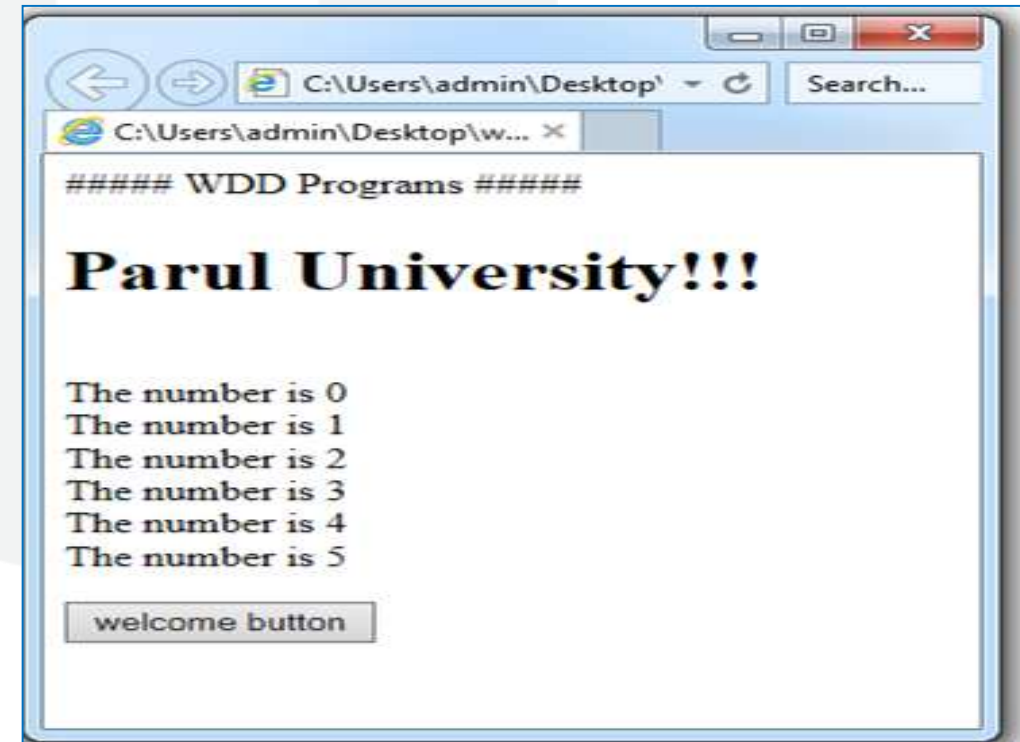 C:\Users\admin\Desktop\
Search...
C:\Users\admin\Desktop\w...
##### WDD Programs #####
Parul University!!!
The number is 0
The number is 1
The number is 2
The number is 3
The number is 4
The number is 5
welcome button